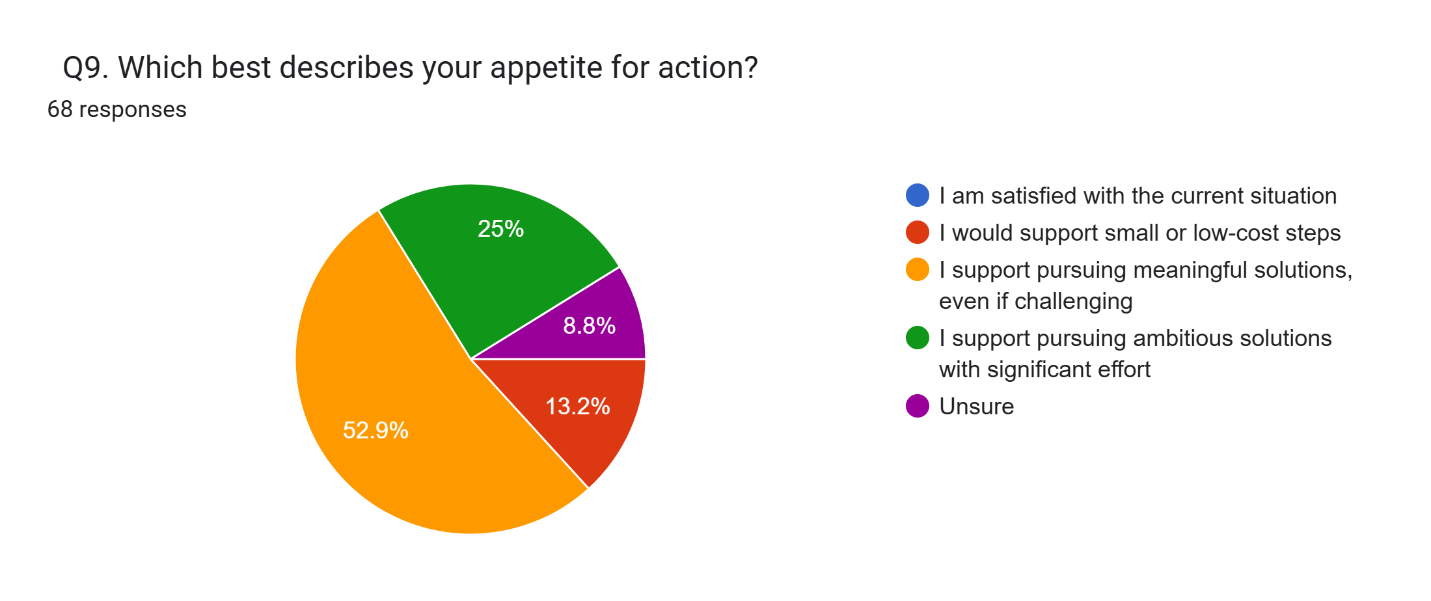 Q9. Which best describes your appetite for action?
68 responses
25%
8.8%
13.2%
52.9%
I am satisfied with the current situation
I would support small or low-cost steps
I support pursuing meaningful solutions,
even if challenging
I support pursuing ambitious solutions
with significant effort
Unsure